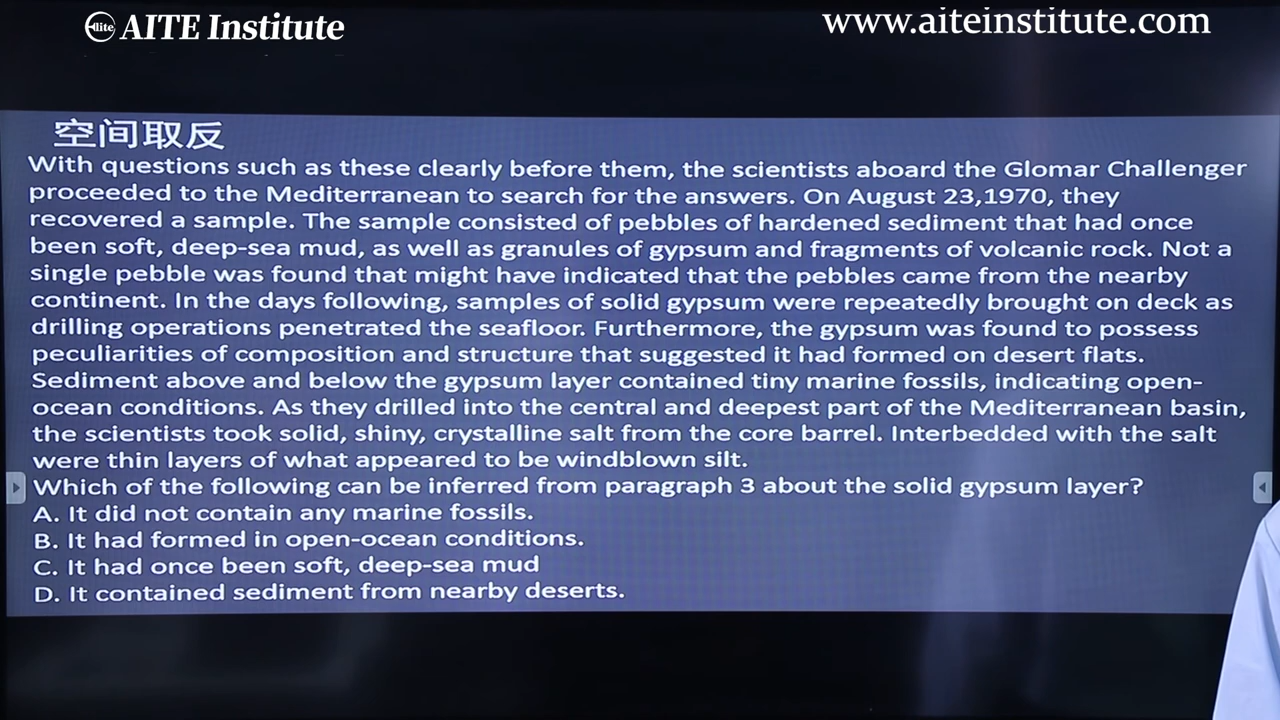 elite AITE Institute
www.aiteinstitute.com
空间取反
With questions such as these clearly before them, the scientists aboard the Glomar Challenger
proceeded to the Mediterranean to search for the answers. On August 23,1970, they
recovered a sample. The sample consisted of pebbles of hardened sediment that had once
been soft, deep-sea mud, as well as granules of gypsum and fragments of volcanic rock. Not a
single pebble was found that might have indicated that the pebbles came from the nearby
continent. In the days following, samples of solid gypsum were repeatedly brought on deck as
drilling operations penetrated the seafloor. Furthermore, the gypsum was found to possess
peculiarities of composition and structure that suggested it had formed on desert flats.
Sediment above and below the gypsum layer contained tiny marine fossils, indicating open-
ocean conditions. As they drilled into the central and deepest part of the Mediterranean basin,
the scientists took solid, shiny, crystalline salt from the core barrel. Interbedded with the salt
were thin layers of what appeared to be windblown silt.
Which of the following can be inferred from paragraph 3 about the solid gypsum layer?
A. It did not contain any marine fossils.
B. It had formed in open-ocean conditions.
C. It had once been soft, deep-sea mud
D. It contained sediment from nearby deserts.